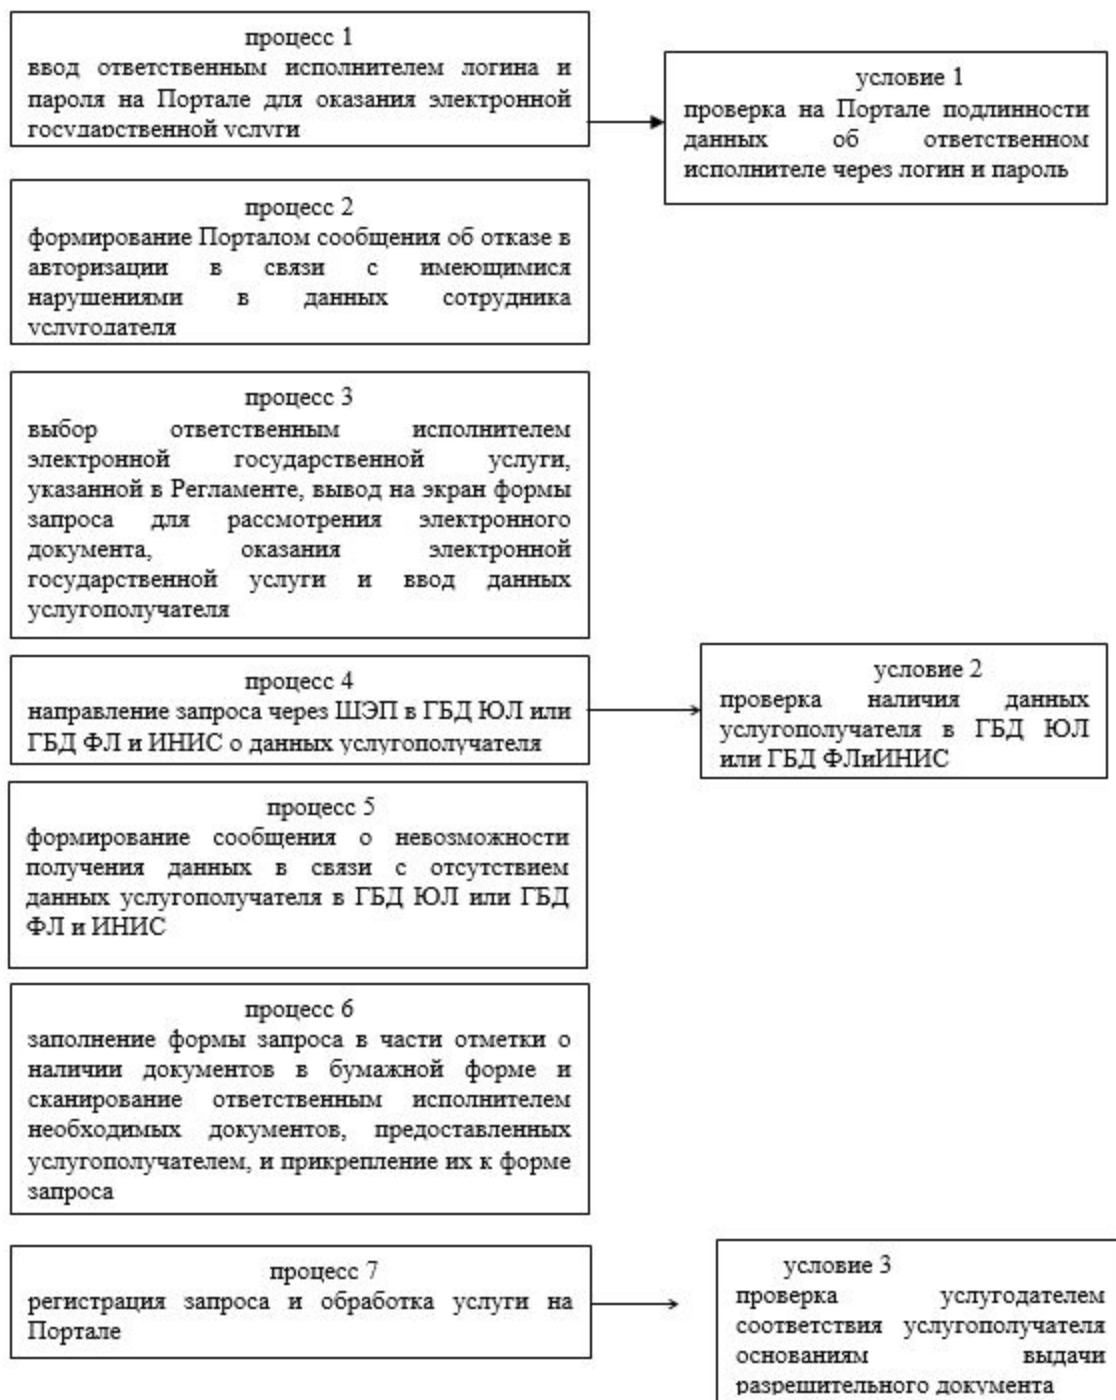 процесс 1
ввод ответственным исполнителем логина и
пароля на Портале для оказания электронной
государственной услуги
условие 1
проверка на Портале подлинности
данных об ответственном
исполнителе через логин и пароль
процесс 2
формирование Порталом сообщения об отказе в
авторизации в связи с имеющимися
нарушениями в данных сотрудника
услугодателя
процесс 3
выбор ответственным исполнителем
электронной государственной услуги,
указанной в Регламенте, вывод на экран формы
запроса для рассмотрения электронного
документа, оказания электронной
государственной услуги и ввод данных
услугополучателя
процесс 4
направление запроса через ШЭП в ГБД ЮЛ или
ГБД ФЛ и ИНИС о данных услугополучателя
условие 2
проверка наличия данных
услугополучателя в ГБД ЮЛ
или ГБД ФЛиИНИС
процесс 5
формирование сообщения о невозможности
получения данных в связи с отсутствием
данных услугополучателя в ГБД ЮЛ или ГБД
ФЛ и ИНИС
процесс 6
заполнение формы запроса в части отметки о
наличии документов в бумажной форме и
сканирование ответственным исполнителем
необходимых документов, предоставленных
услугополучателем, и прикрепление их к форме
запроса
процесс 7
регистрация запроса и обработка услуги на
Портале
условие 3
проверка услугодателем
соответствия услугополучателя
основаниям выдачи
разрешительного документа